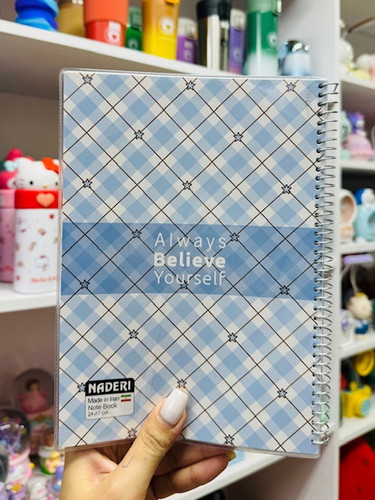 Always
Believe
Yourself
NADERI
Made in Iran
Note Book